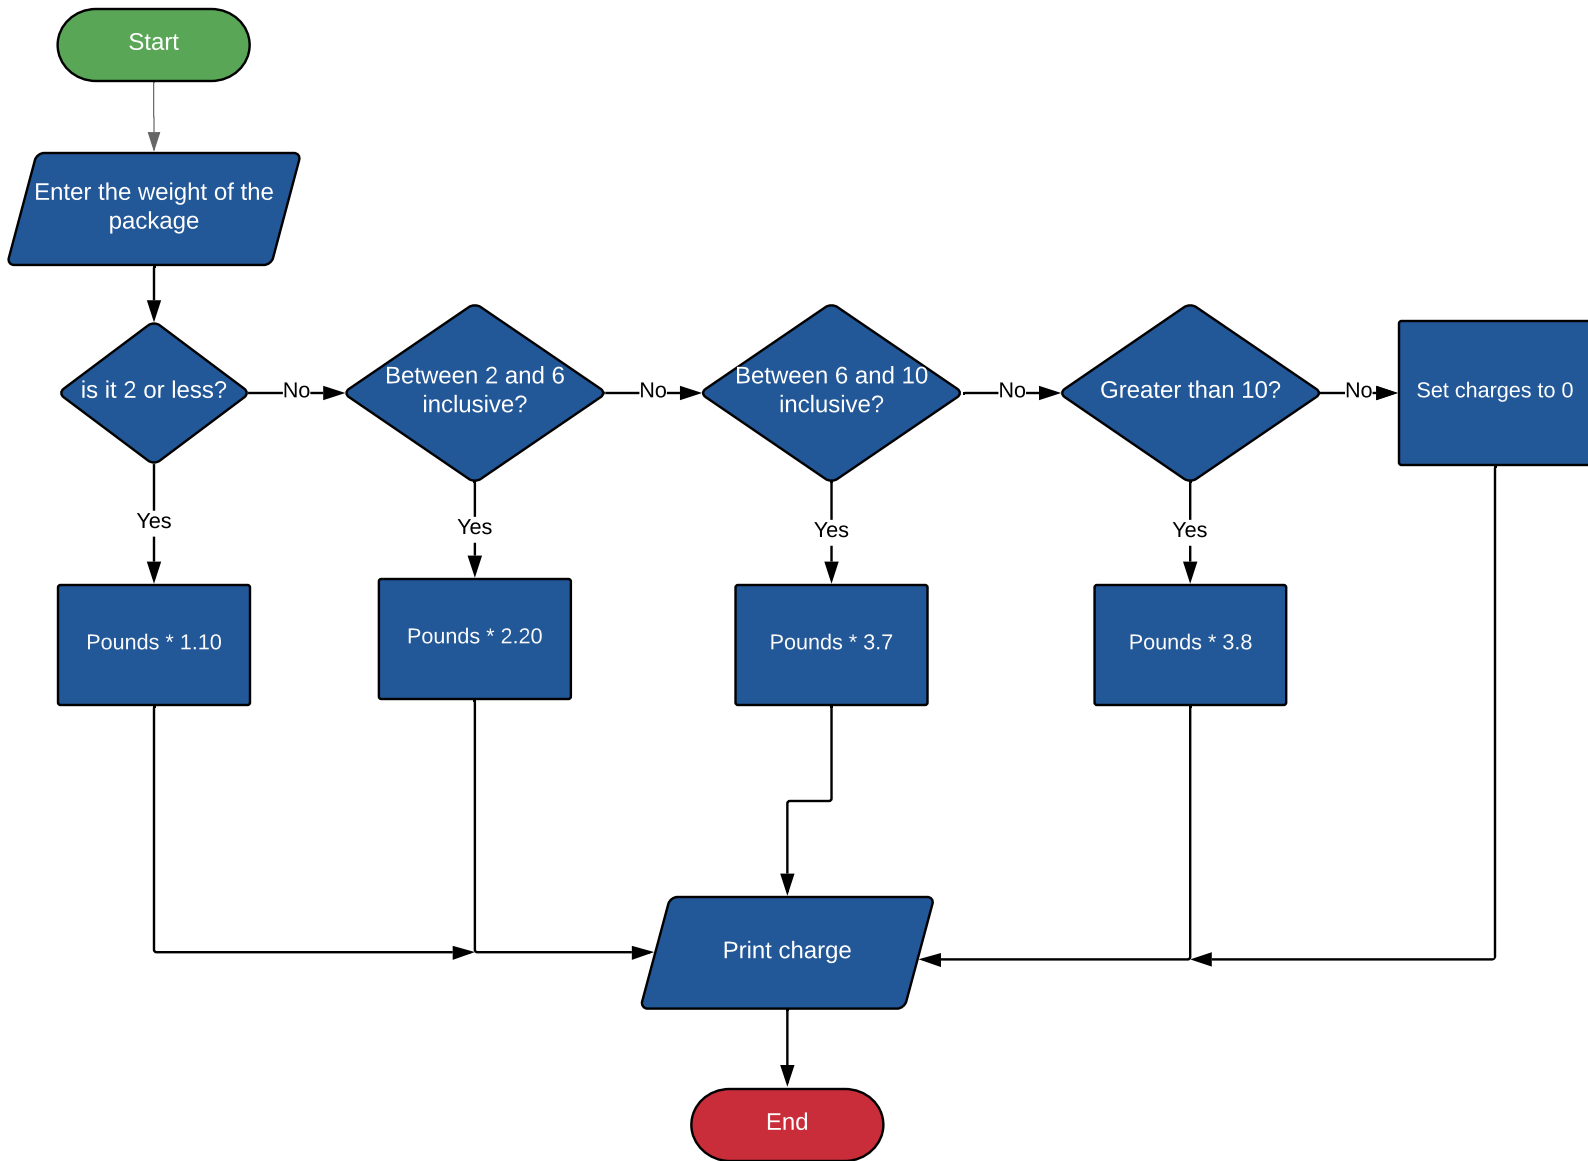 Start
Enter the weight of the
package
is it 2 or less?
No
Between 2 and 6
inclusive?
No
Between 6 and 10
inclusive?
No
Greater than 10?
No
Set charges to 0
Yes
Yes
Yes
Yes
Pounds * 1.10
Pounds * 2.20
Pounds * 3.7
Pounds * 3.8
Print charge
End